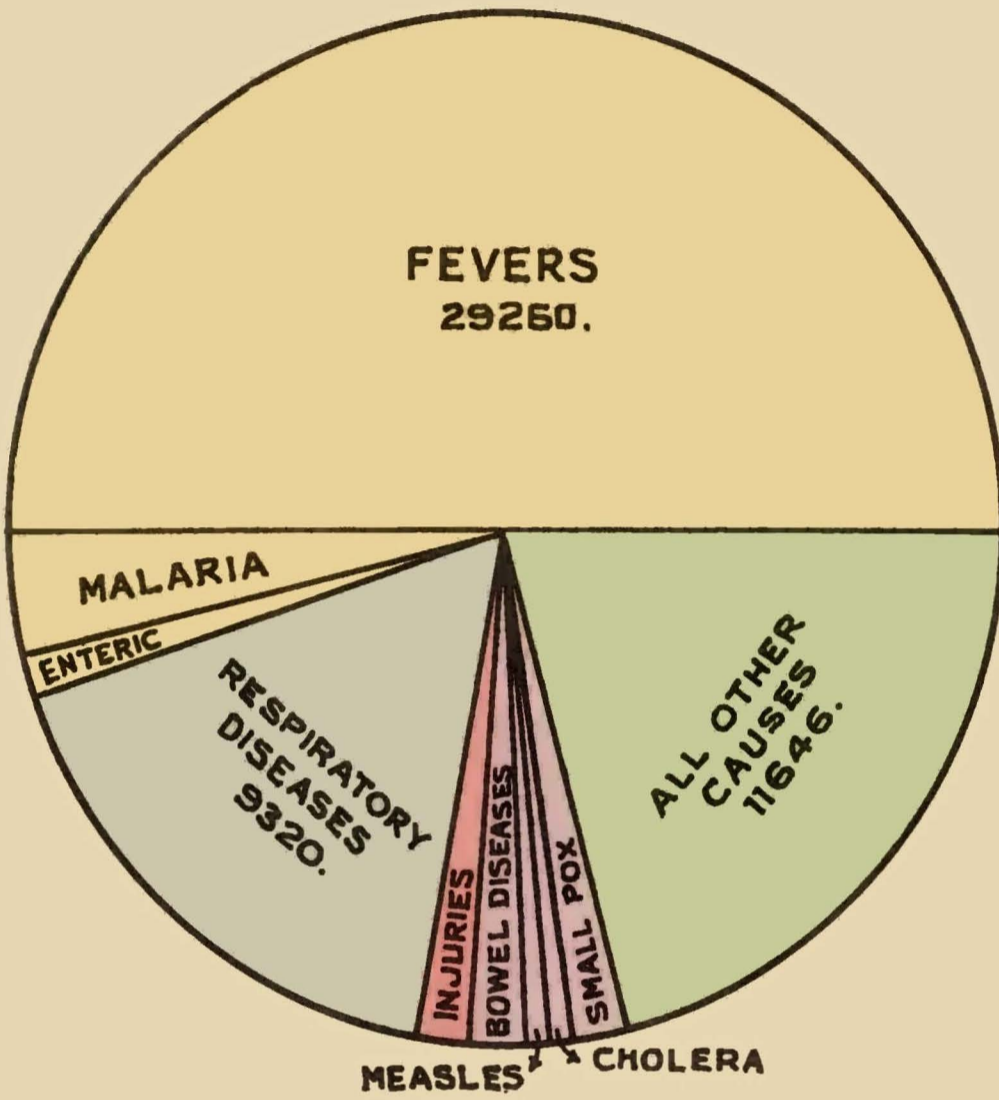 FEVERS
29260.
MALARIA
ENTERIC
RESPIRATORY
DISEASES
9320.
INJURIES
BOWEL DISEASES
MEASLES
CHOLERA
SMALL POX
ALL OTHER
CAUSES
11646.